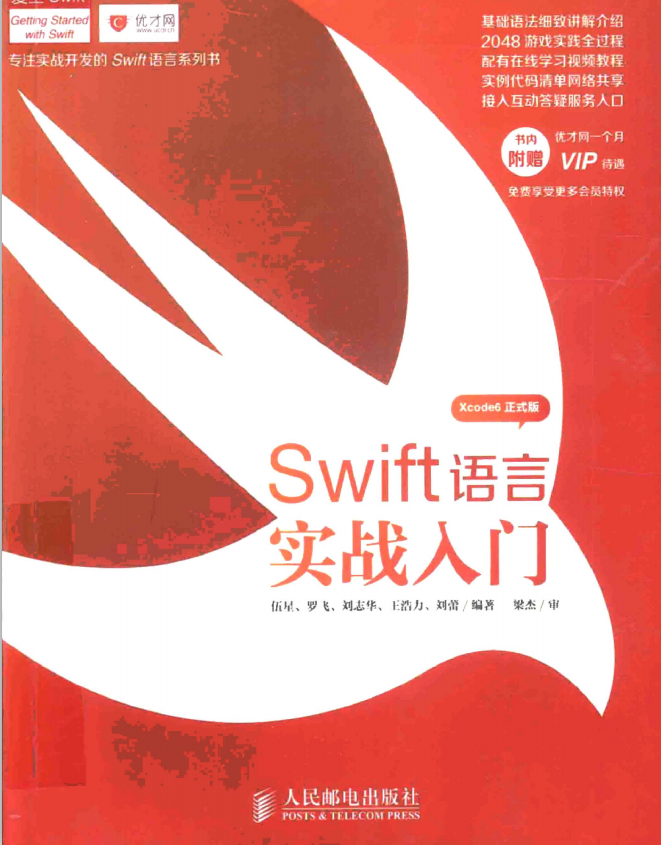 Getting Started
with Swift
优才网
www.ucai.cn
专注实战开发的 Swift 语言系列书
基础语法细致讲解介绍
2048 游戏实践全过程
配有在线学习视频教程
实例代码清单网络共享
接入互动答疑服务入口
书内
附赠
优才网一个月
VIP 待遇
免费享受更多会员特权
Xcode6 正式版
Swift 语言
实战入门
伍星、罗飞、刘志华、王浩力、刘蕾 / 编著 梁杰 / 审
人民邮电出版社
POSTS & TELECOM PRESS